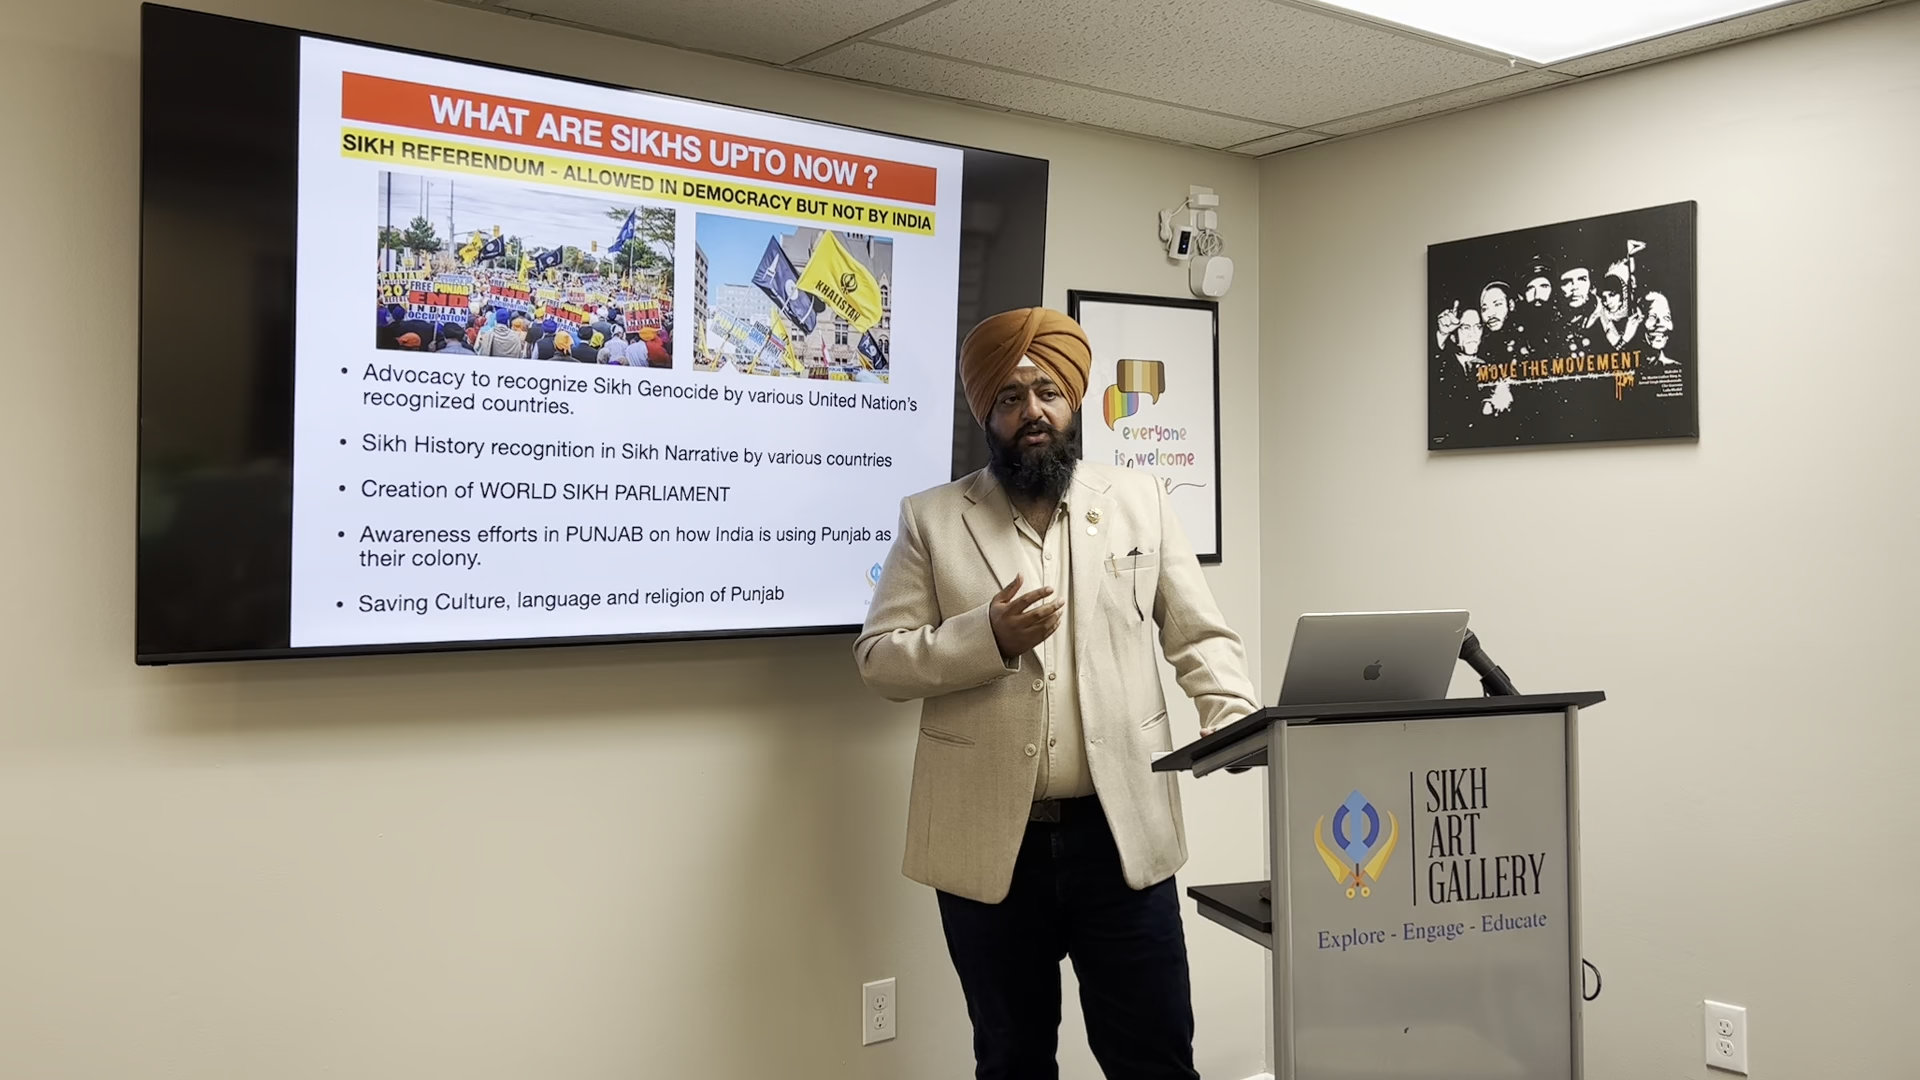 WHAT ARE SIKHS UPTO NOW ?
SIKH REFERENDUM - ALLOWED IN DEMOCRACY BUT NOT BY INDIA
FREE PUNJAB
END
INDIAN
OCCUPATION
KHALISTAN
• Advocacy to recognize Sikh Genocide by various United Nation's
recognized countries.
• Sikh History recognition in Sikh Narrative by various countries
• Creation of WORLD SIKH PARLIAMENT
• Awareness efforts in PUNJAB on how India is using Punjab as
their colony.
• Saving Culture, language and religion of Punjab
everyone
is welcome
MOVE THE MOVEMENT
SIKH
ART
GALLERY
Explore - Engage - Educate